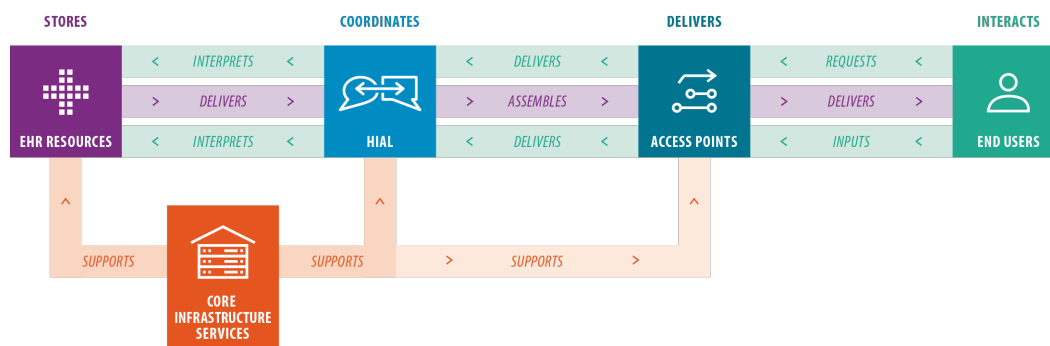 STORES
COORDINATES
DELIVERS
INTERACTS
< INTERPRETS <
< DELIVERS <
< REQUESTS <
> DELIVERS >
> ASSEMBLES >
> DELIVERS >
EHR RESOURCES
HIAL
ACCESS POINTS
END USERS
< INTERPRETS <
< DELIVERS <
< INPUTS <
SUPPORTS
SUPPORTS
> SUPPORTS >
CORE
INFRASTRUCTURE
SERVICES